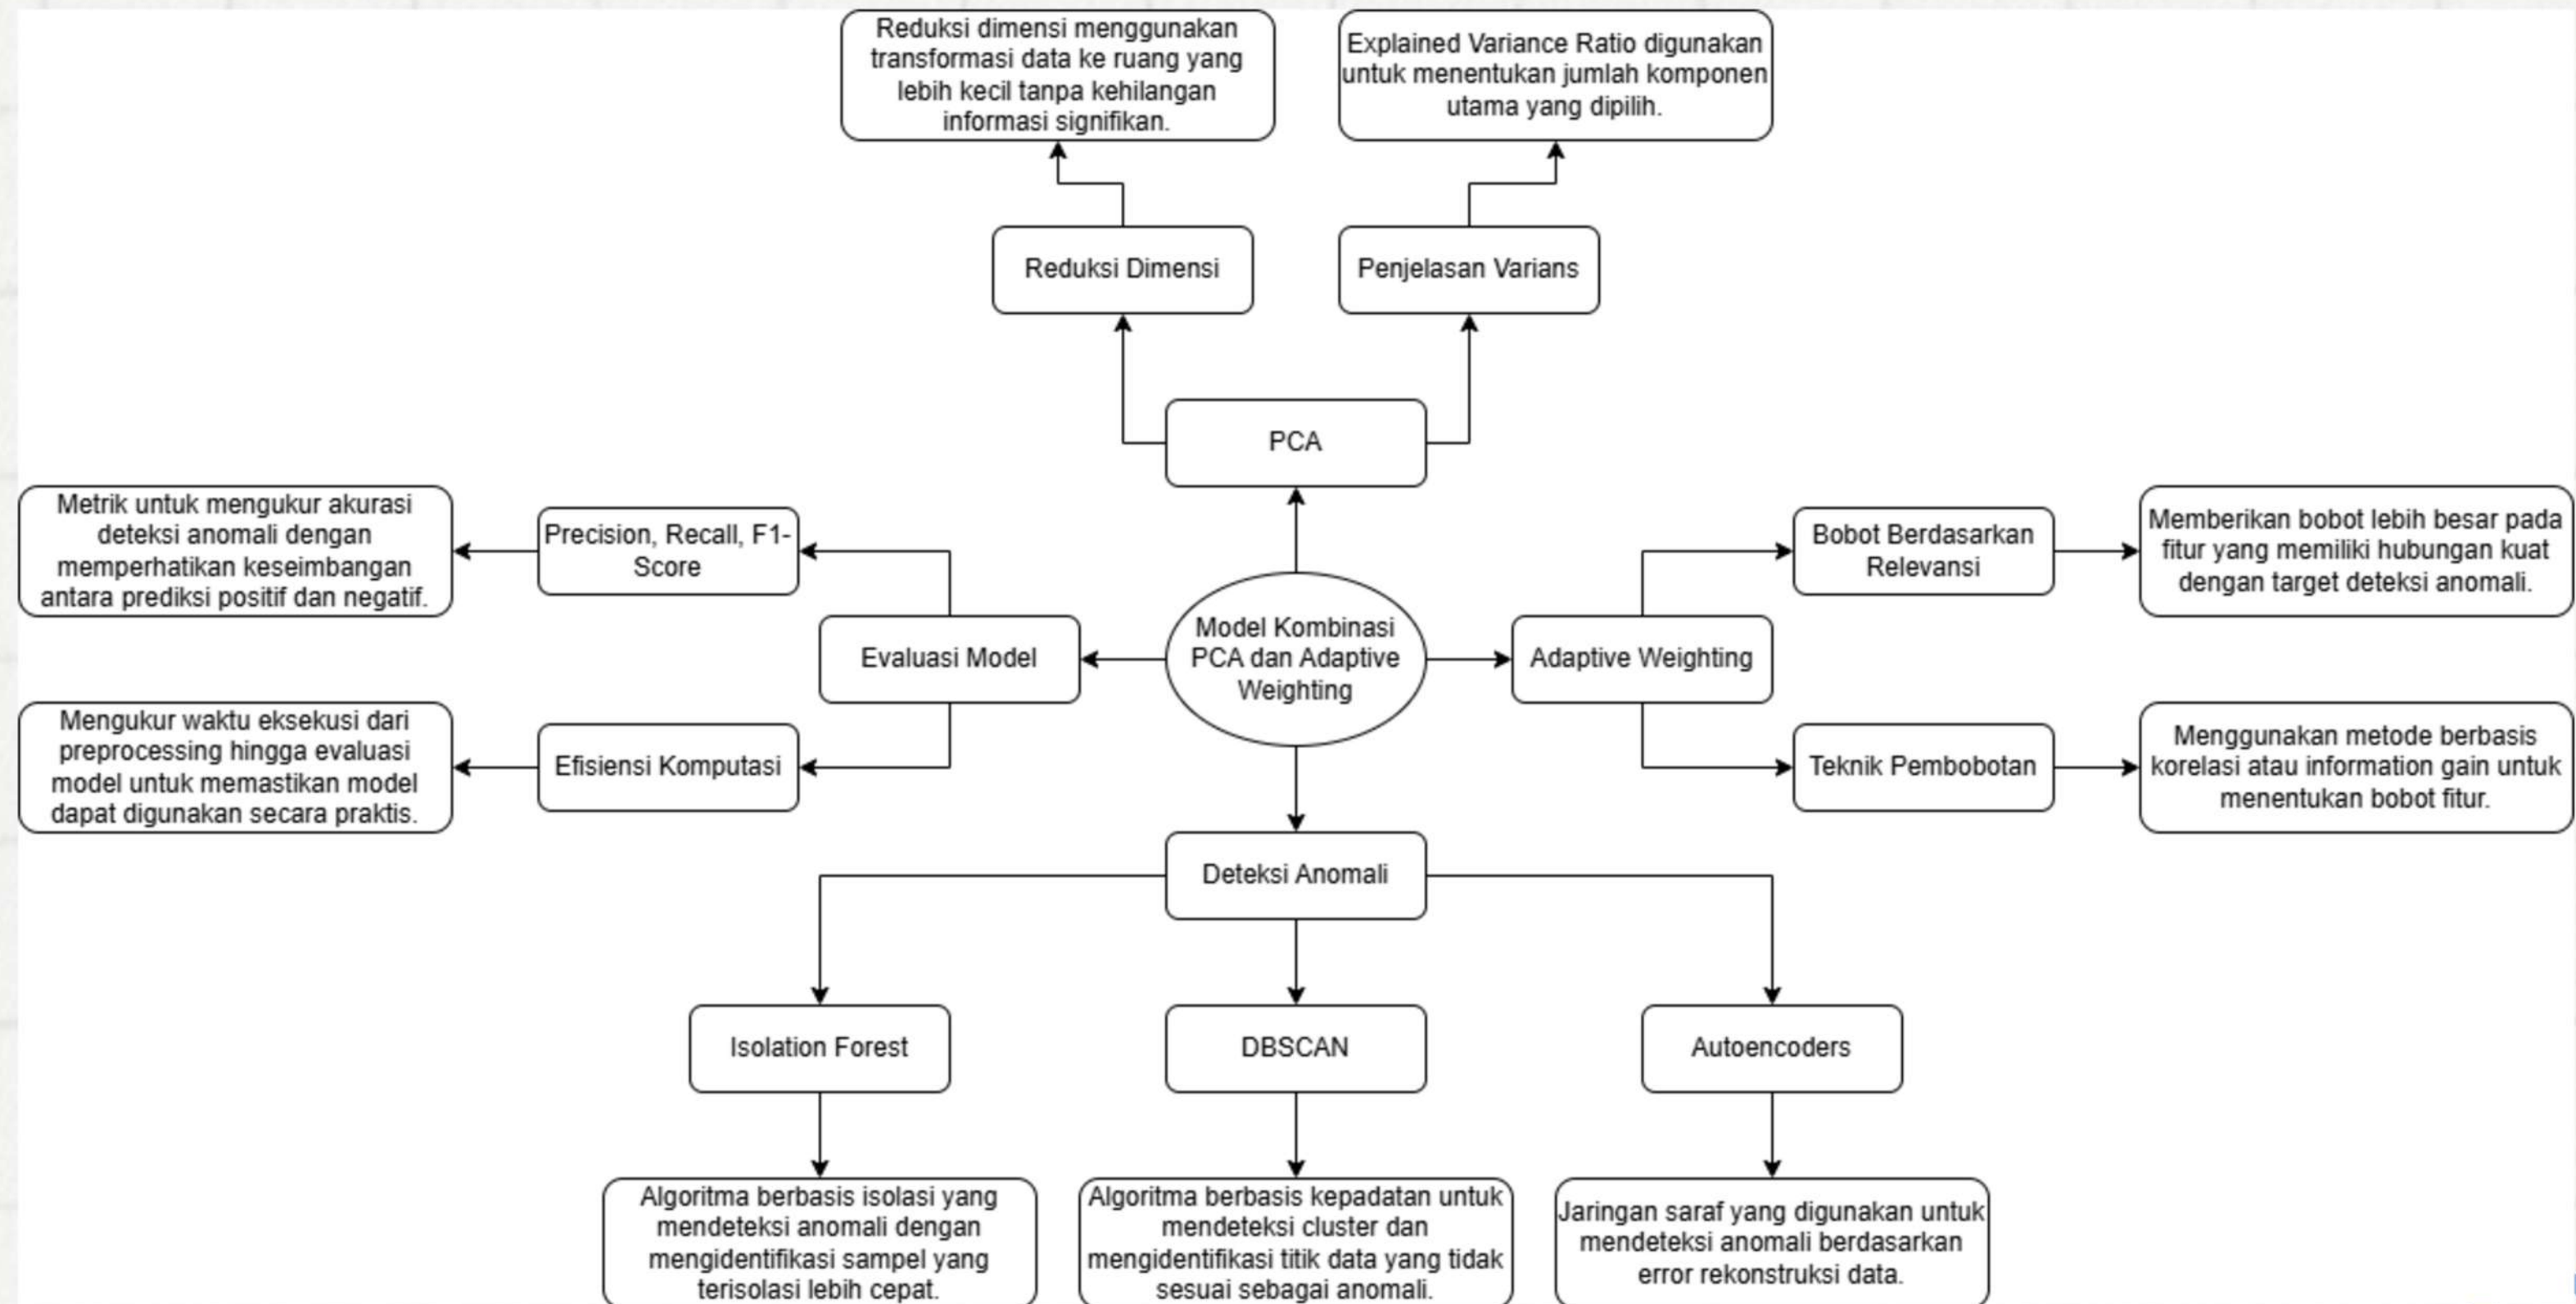 Reduksi dimensi menggunakan
transformasi data ke ruang yang
lebih kecil tanpa kehilangan
informasi signifikan.
Explained Variance Ratio digunakan
untuk menentukan jumlah komponen
utama yang dipilih.
Reduksi Dimensi
Penjelasan Varians
PCA
Metrik untuk mengukur akurasi
deteksi anomali dengan
memperhatikan keseimbangan
antara prediksi positif dan negatif.
Precision, Recall, F1-
Score
Bobot Berdasarkan
Relevansi
Memberikan bobot lebih besar pada
fitur yang memiliki hubungan kuat
dengan target deteksi anomali.
Evaluasi Model
Model Kombinasi
PCA dan Adaptive
Weighting
Adaptive Weighting
Mengukur waktu eksekusi dari
preprocessing hingga evaluasi
model untuk memastikan model
dapat digunakan secara praktis.
Efisiensi Komputasi
Teknik Pembobotan
Menggunakan metode berbasis
korelasi atau information gain untuk
menentukan bobot fitur.
Deteksi Anomali
Isolation Forest
DBSCAN
Autoencoders
Algoritma berbasis isolasi yang
mendeteksi anomali dengan
mengidentifikasi sampel yang
terisolasi lebih cepat.
Algoritma berbasis kepadatan untuk
mendeteksi cluster dan
mengidentifikasi titik data yang tidak
sesuai sebagai anomali.
Jaringan saraf yang digunakan untuk
mendeteksi anomali berdasarkan
error rekonstruksi data.